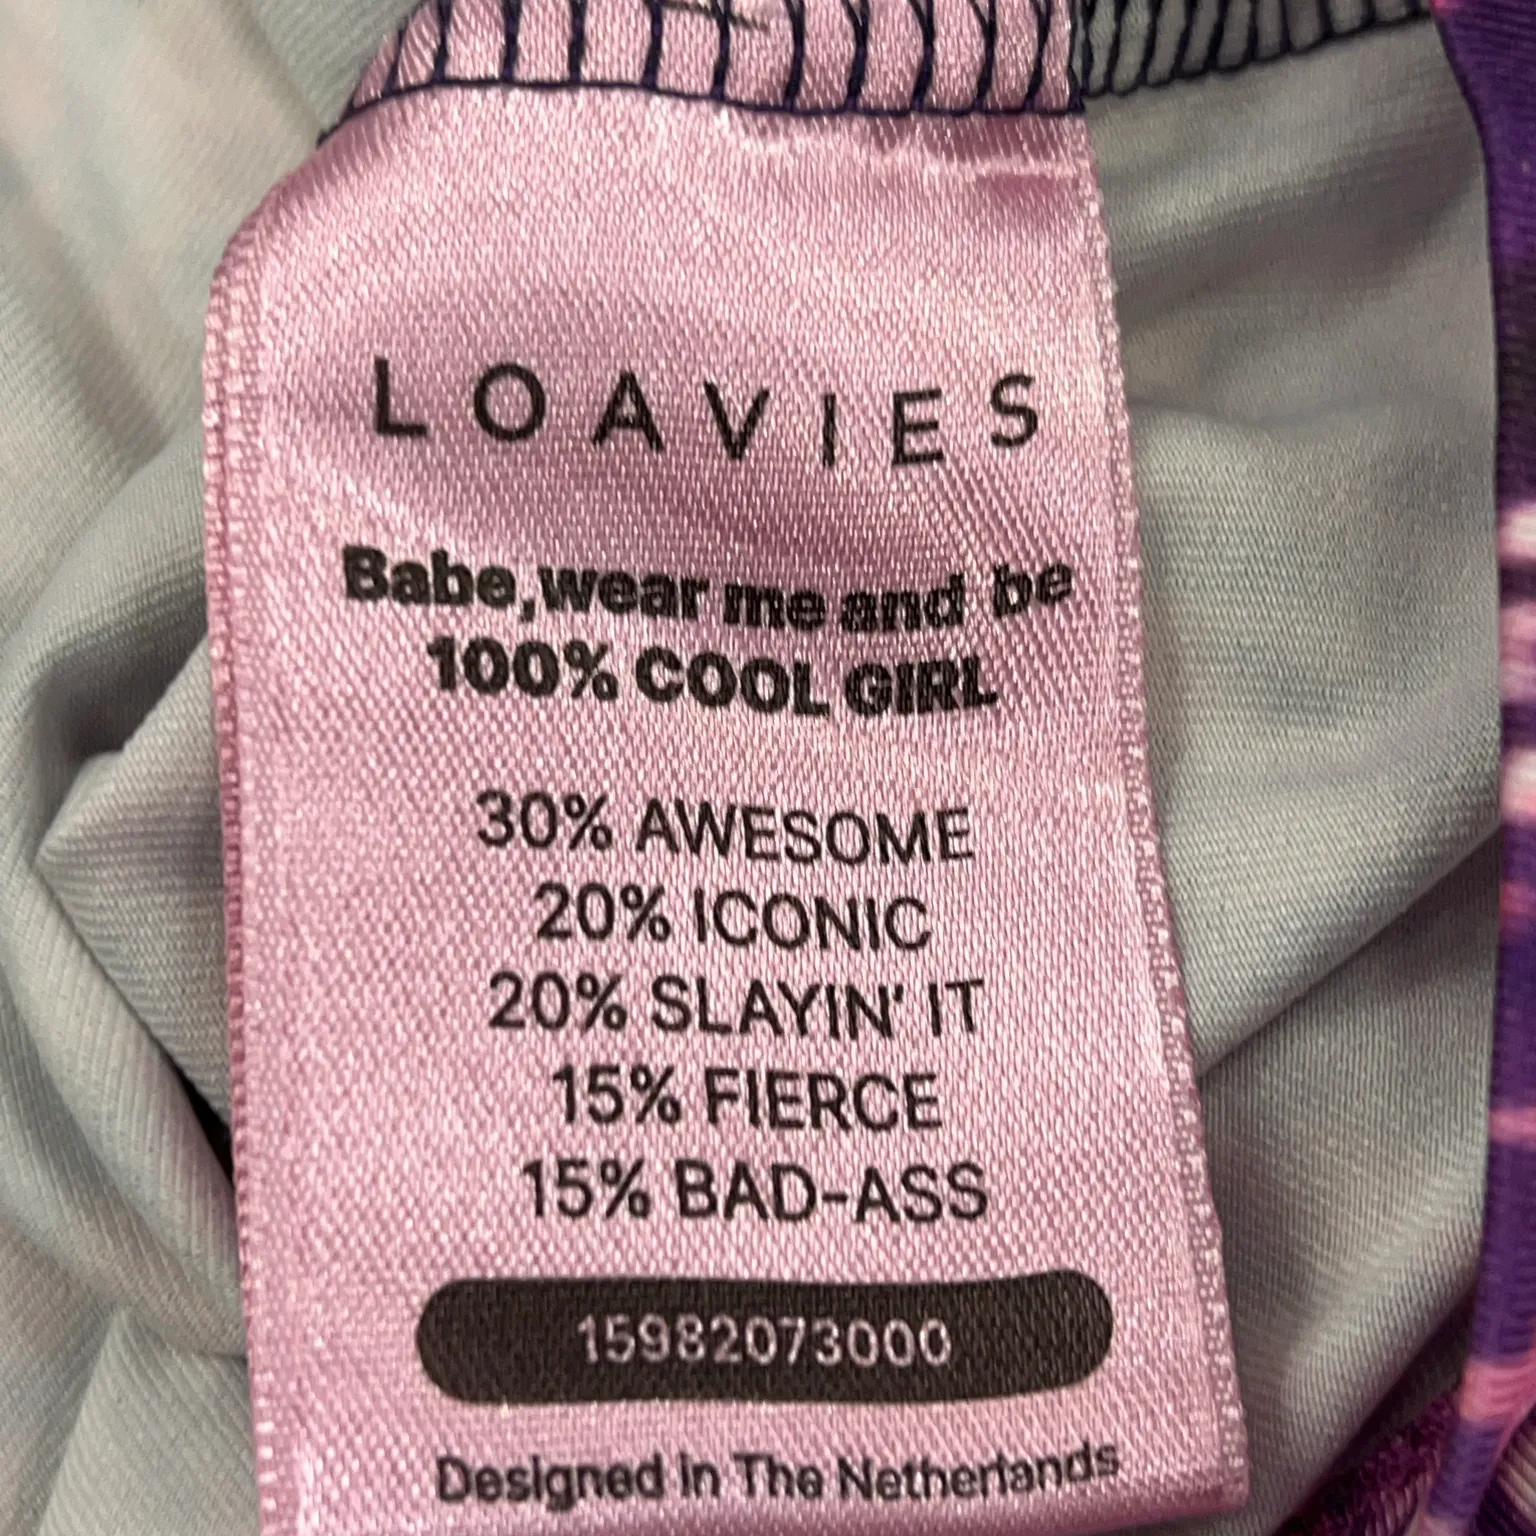 LOAVIES
Babe,wear me and be
100% COOL GIRL
30% AWESOME
20% ICONIC
20% SLAYIN' IT
15% FIERCE
15% BAD-ASS
15982073000
Designed in The Netherlands